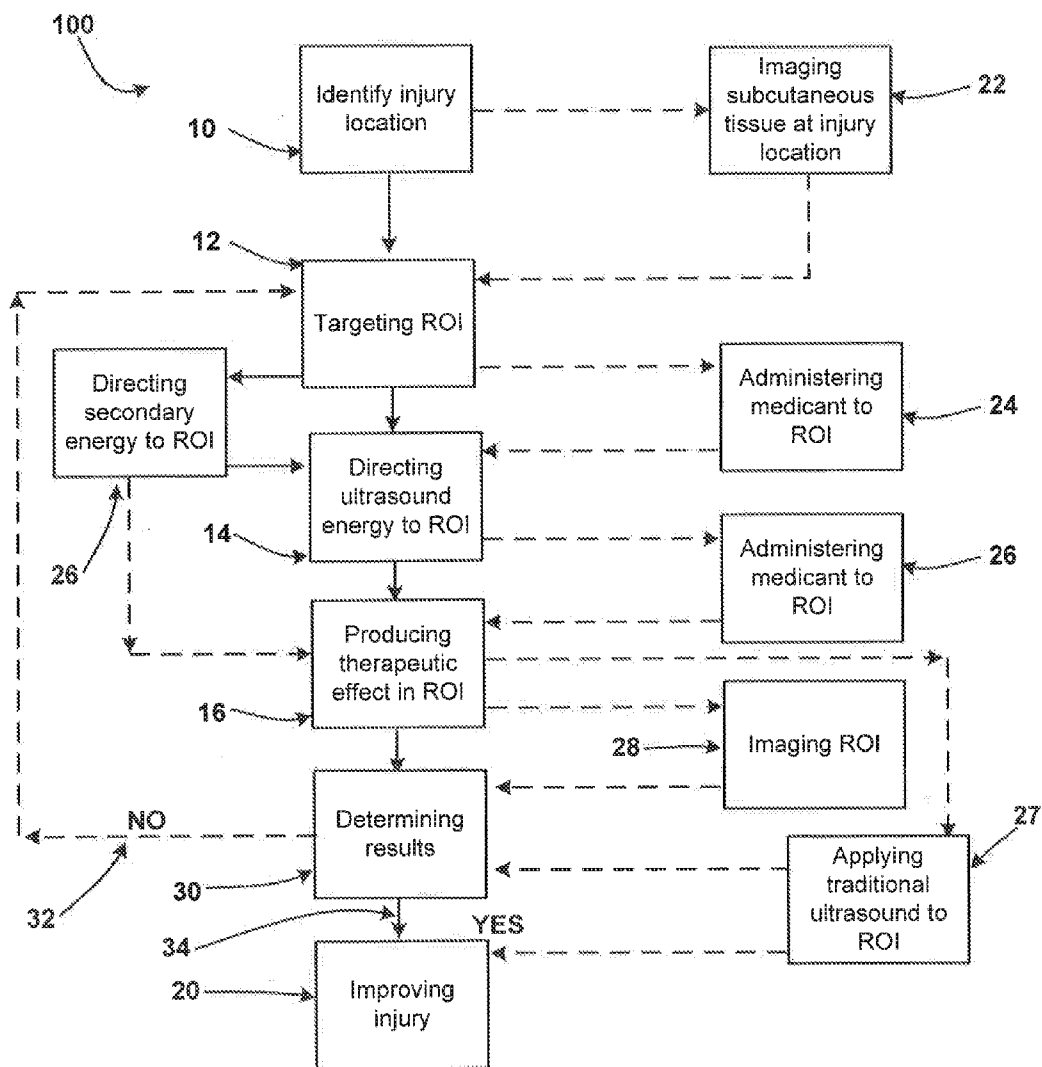 100
Identify injury
location
10
Imaging
subcutaneous
tissue at injury
location
22
12
Targeting ROI
Directing
secondary
energy to ROI
26
Administering
medicant to
ROI
24
Directing
ultrasound
energy to ROI
14
Administering
medicant to
ROI
26
Producing
therapeutic
effect in ROI
16
Imaging ROI
28
Determining
results
30
NO
32
Applying
traditional
ultrasound to
ROI
27
34
YES
Improving
injury
20